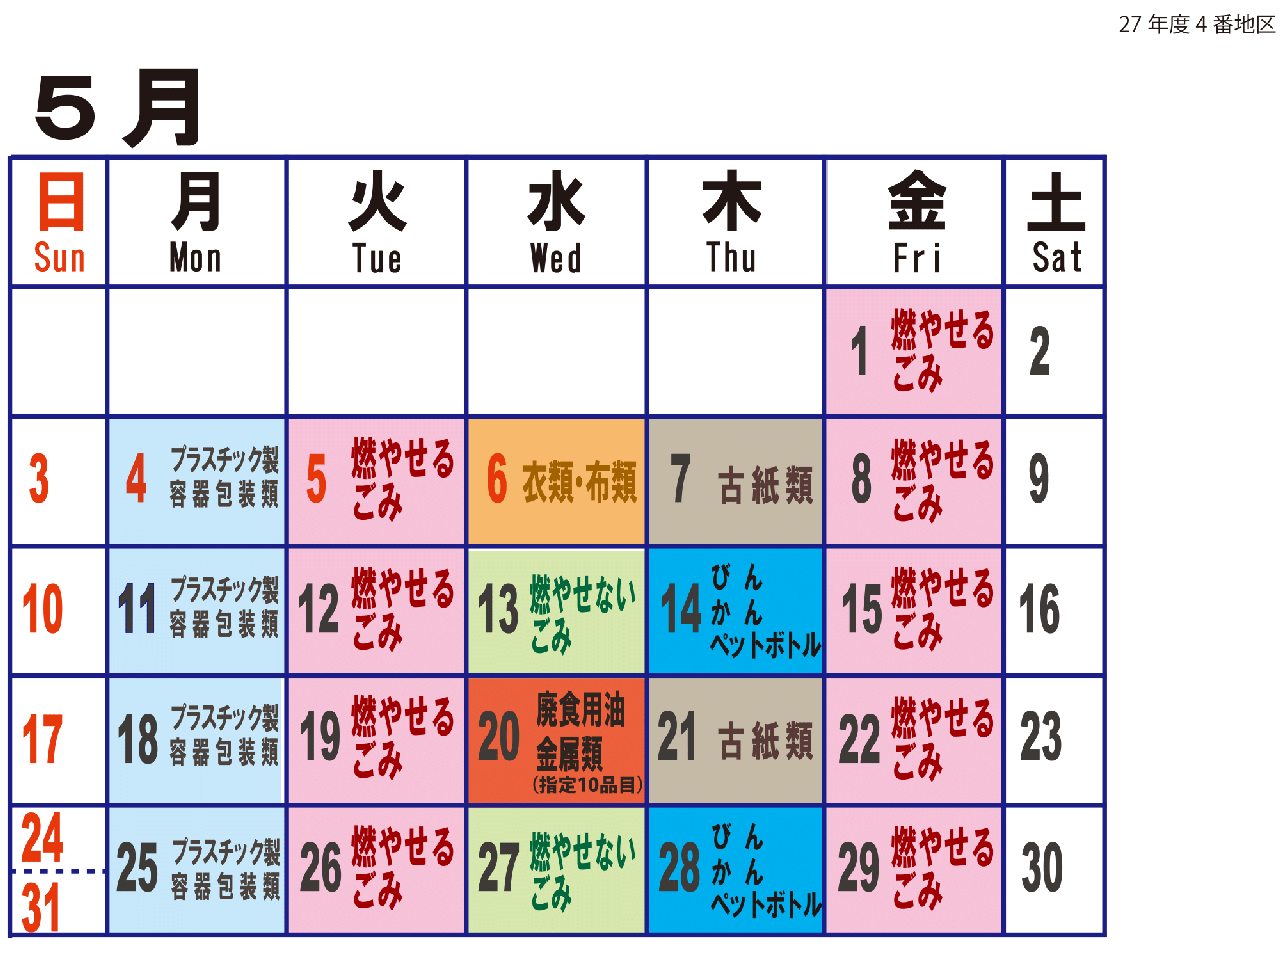 27 年度 4 番地区
5 月
日 月 火 水 木 金 土
Sun Mon Tue Wed Thu Fri Sat
1 燃やせる
ごみ
2
3
4 プラスチック製
容器包装類
5 燃やせる
ごみ
6 衣類・布類
7 古紙類
8 燃やせる
ごみ
9
10
11 プラスチック製
容器包装類
12 燃やせる
ごみ
13 燃やせない
ごみ
14 びん
かん
ペットボトル
15 燃やせる
ごみ
16
17
18 プラスチック製
容器包装類
19 燃やせる
ごみ
20 廃食用油
金属類
(指定10品目)
21 古紙類
22 燃やせる
ごみ
23
24
31
25 プラスチック製
容器包装類
26 燃やせる
ごみ
27 燃やせない
ごみ
28 びん
かん
ペットボトル
29 燃やせる
ごみ
30